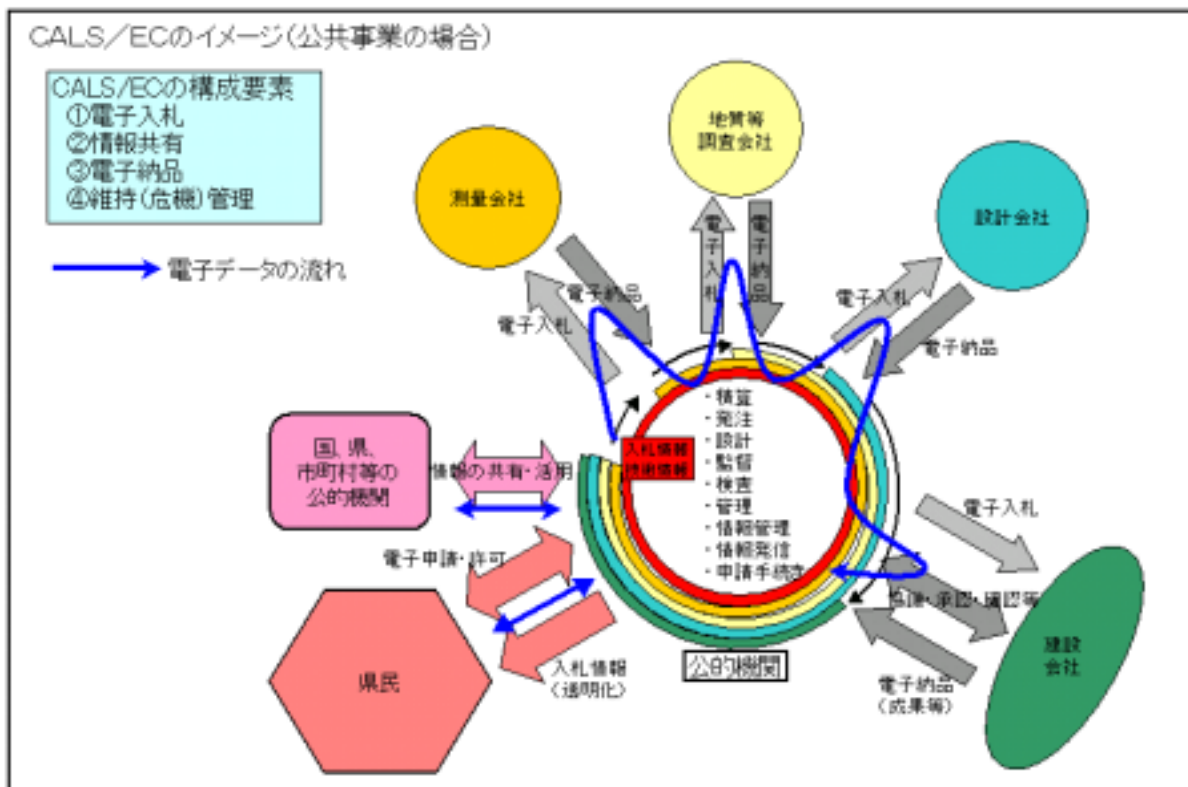 CALS/ECのイメージ(公共事業の場合)
CALS/ECの構成要素
①電子入札
②情報共有
③電子納品
④維持(危機)管理
電子データの流れ
測量会社
地質等
調査会社
設計会社
電子納品
電子入札
電子入札
電子納品
電子入札
電子納品
国、県、
市町村等の
公的機関
情報の共有・活用
入札情報
技術情報
・積算
・発注
・設計
・監督
・検査
・管理
・情報管理
・情報発信
・申請手続き
電子入札
協議・承認・確認等
電子納品
(成果等)
建設
会社
電子申請・許可
県民
入札情報
(透明化)
公的機関